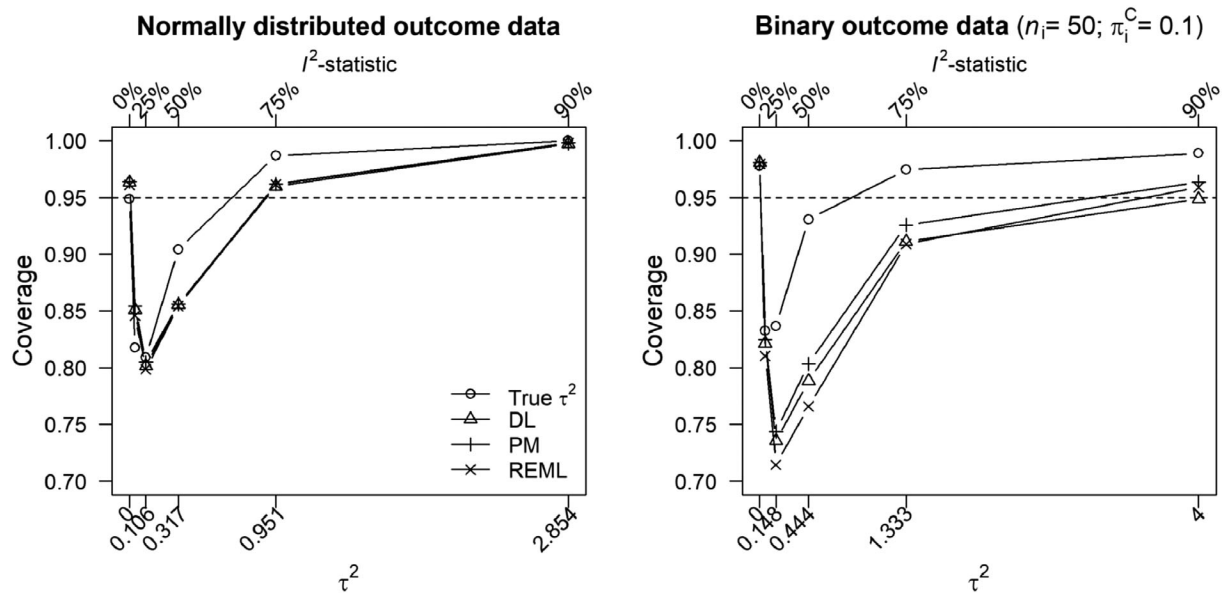 Normally distributed outcome data
I²-statistic
0% 25% 50% 75% 90%
Coverage
1.00
0.95
0.90
0.85
0.80
0.75
0.70
True τ²
DL
PM
REML
0 0.106 0.317 0.951 2.854
τ²
Binary outcome data (nᵢ= 50; πᵢᶜ= 0.1)
I²-statistic
0% 25% 50% 75% 90%
Coverage
1.00
0.95
0.90
0.85
0.80
0.75
0.70
0 0.148 0.444 1.333 4
τ²